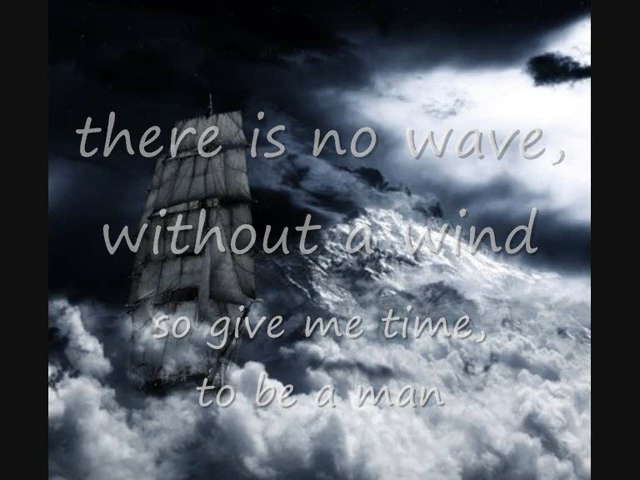 there is no wave,
without a wind
so give me time,
to be a man